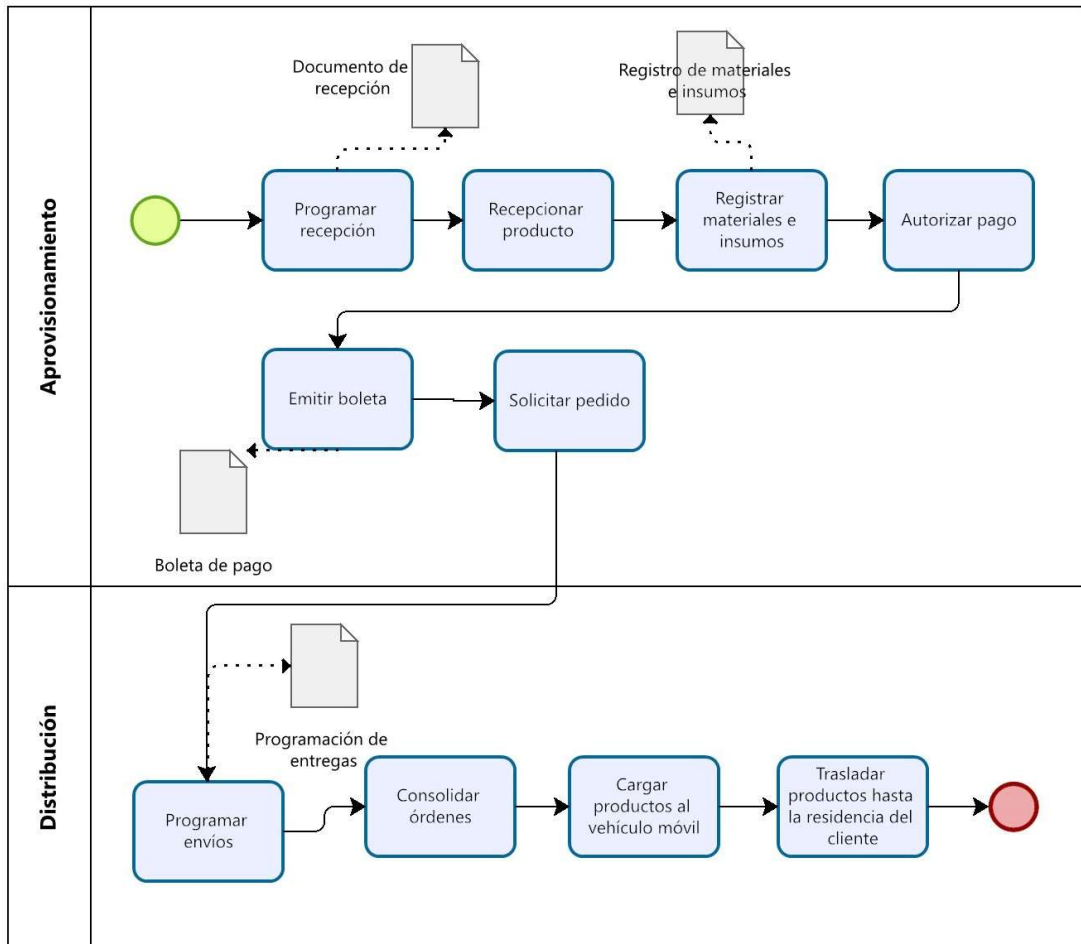 Aprovisionamiento
Documento de
recepción
Registro de materiales
e insumos
Programar
recepción
Recepcionar
producto
Registrar
materiales e
insumos
Autorizar pago
Emitir boleta
Solicitar pedido
Boleta de pago
Distribución
Programación de
entregas
Programar
envíos
Consolidar
órdenes
Cargar
productos al
vehículo móvil
Trasladar
productos hasta
la residencia del
cliente